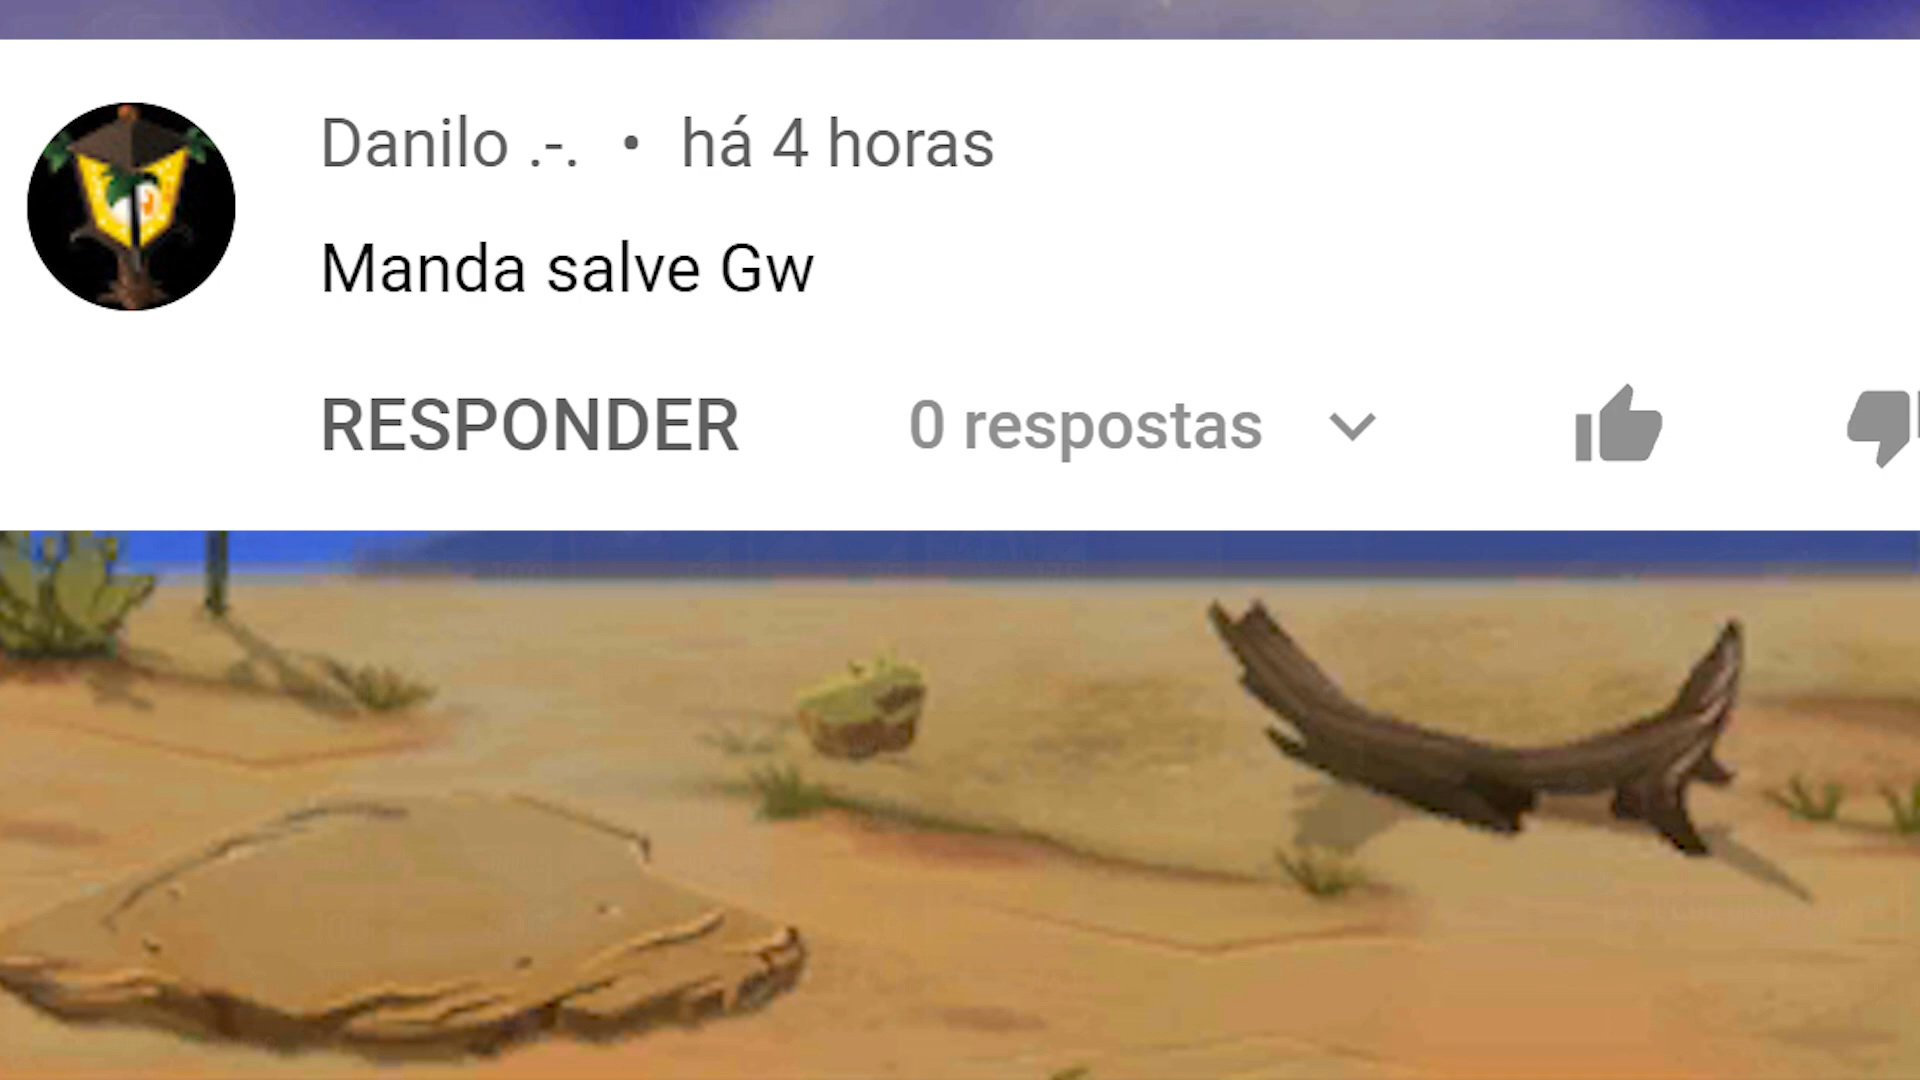 Danilo .-. • há 4 horas
Manda salve Gw
RESPONDER 0 respostas